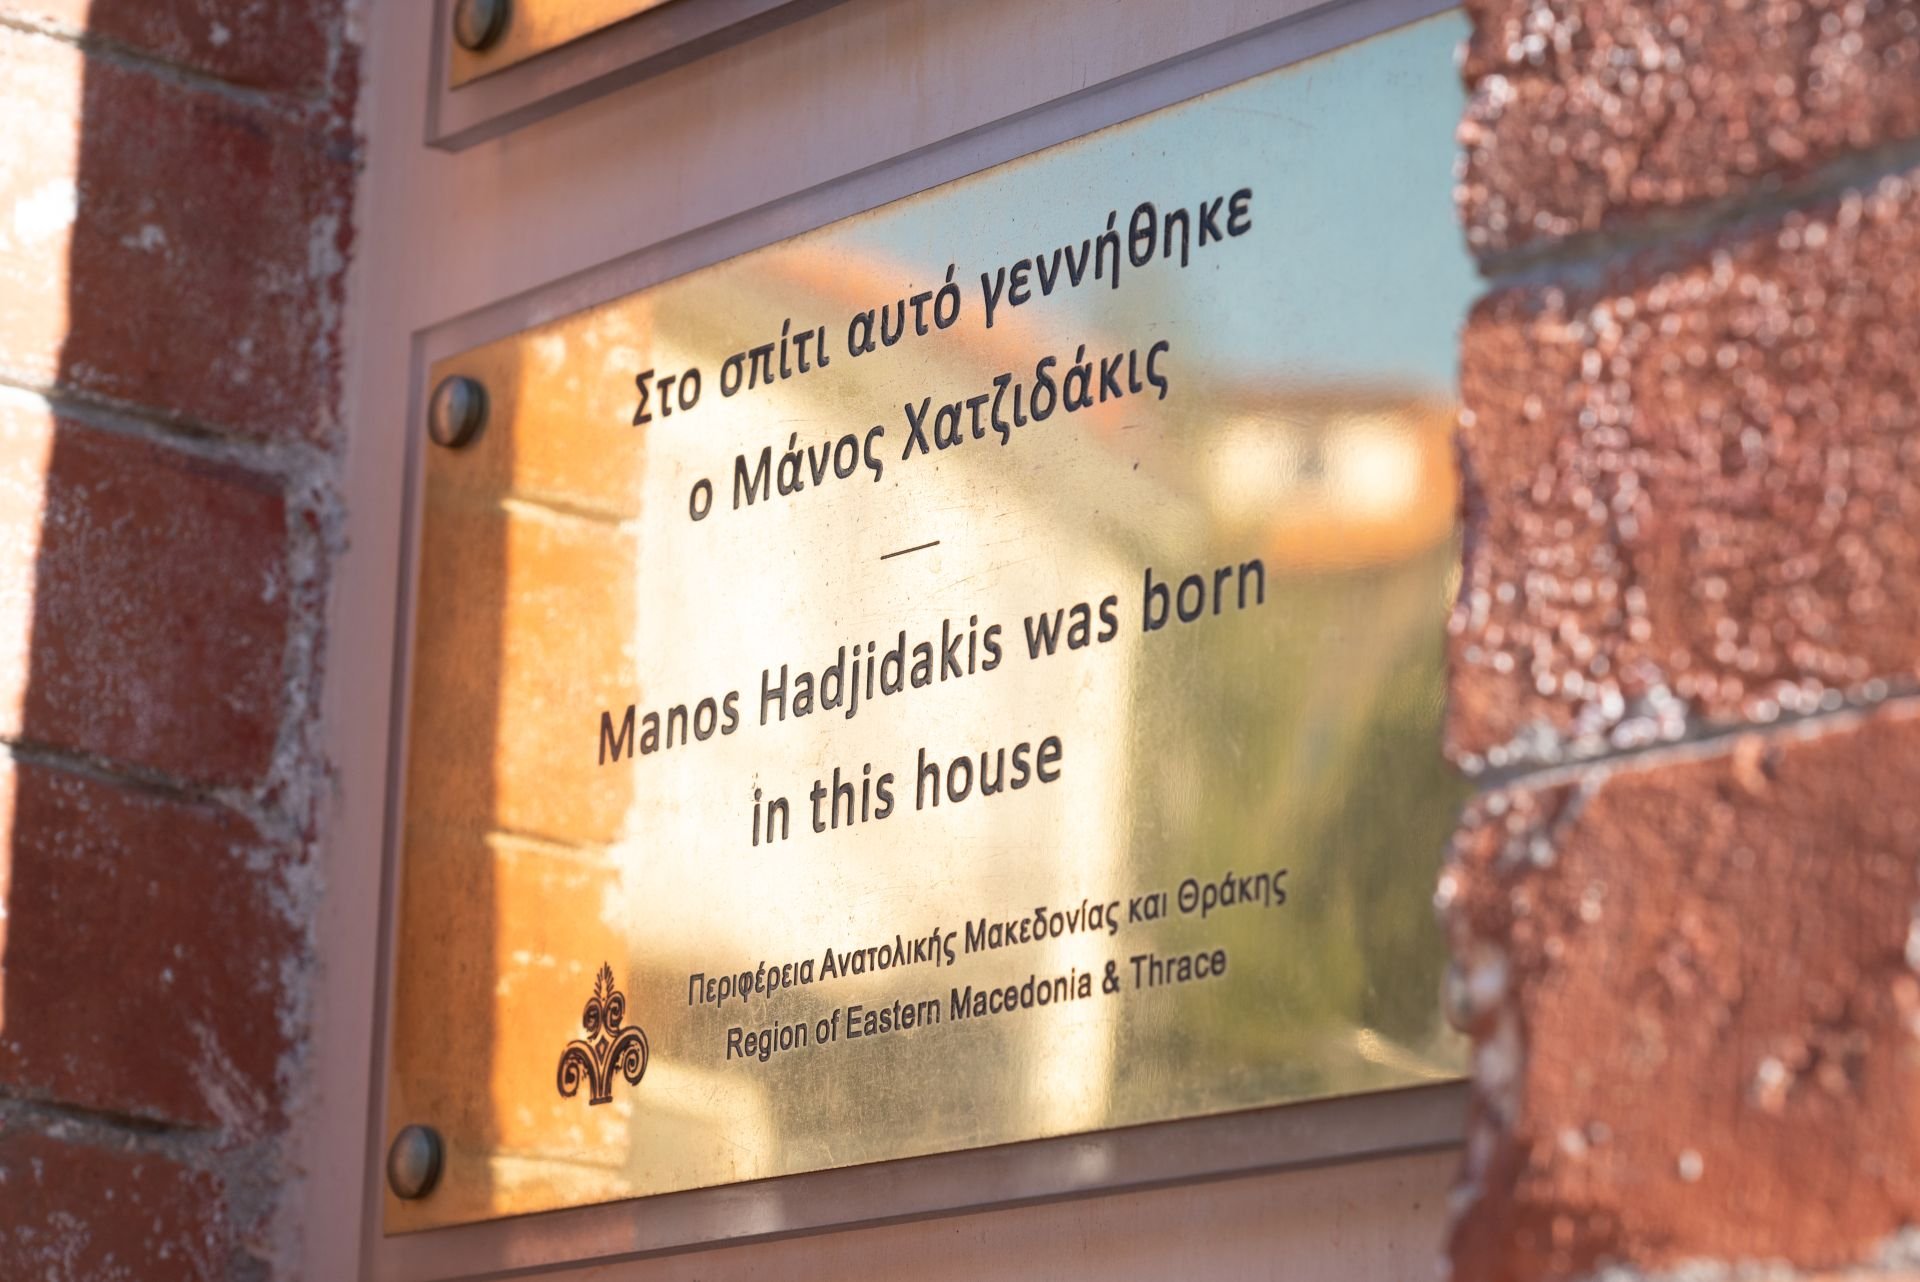 Στο σπίτι αυτό γεννήθηκε
ο Μάνος Χατζιδάκις
—
Manos Hadjidakis was born
in this house
Περιφέρεια Ανατολικής Μακεδονίας και Θράκης
Region of Eastern Macedonia & Thrace